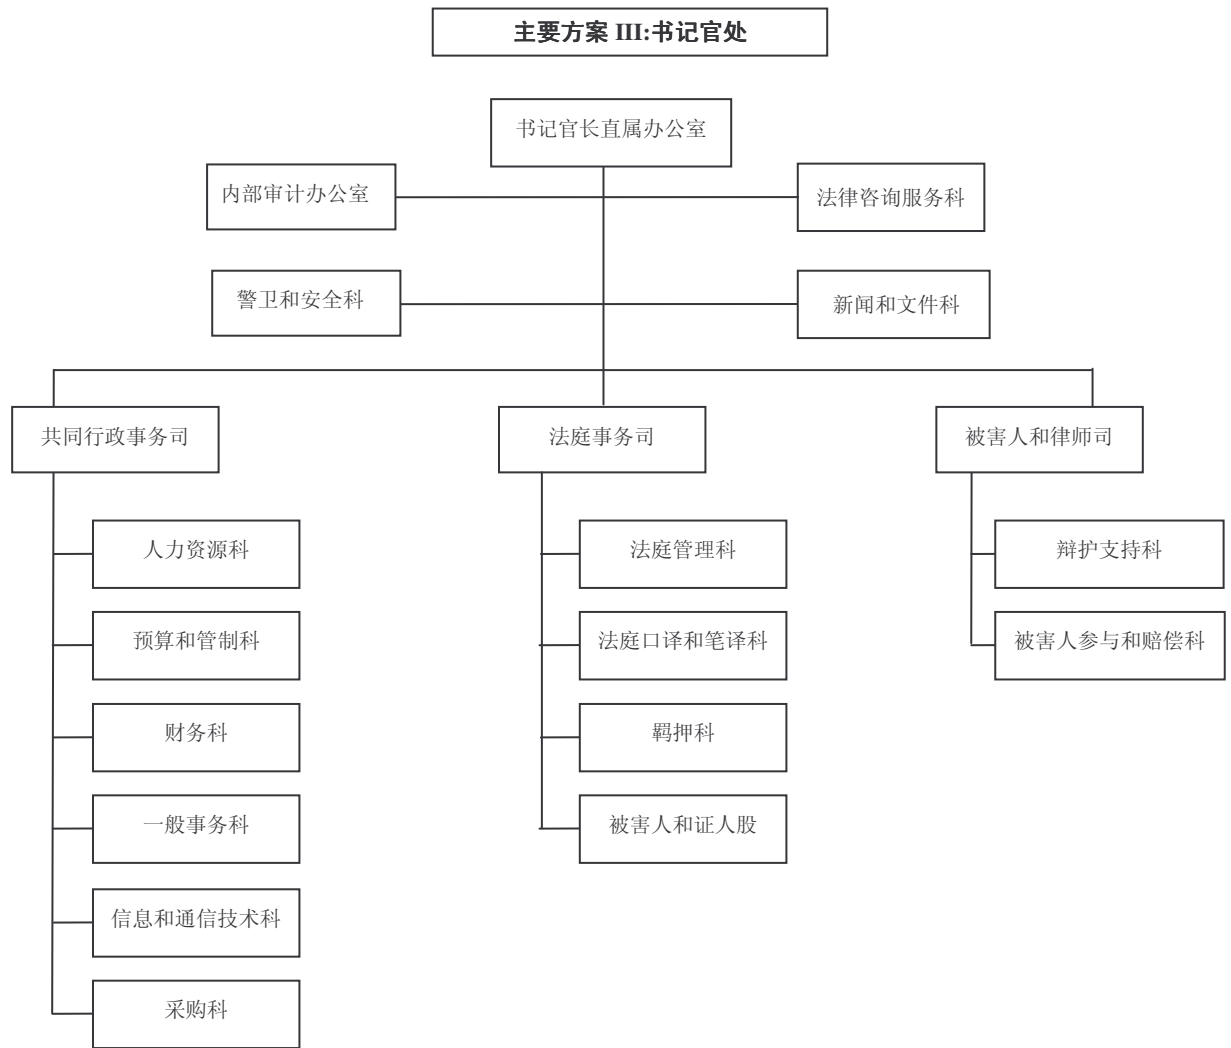 主要方案 III:书记官处
书记官长直属办公室
内部审计办公室
法律咨询服务科
警卫和安全科
新闻和文件科
共同行政事务司
法庭事务司
被害人和律师司
人力资源科
法庭管理科
辩护支持科
预算和管制科
法庭口译和笔译科
被害人参与和赔偿科
财务科
羁押科
一般事务科
被害人和证人股
信息和通信技术科
采购科